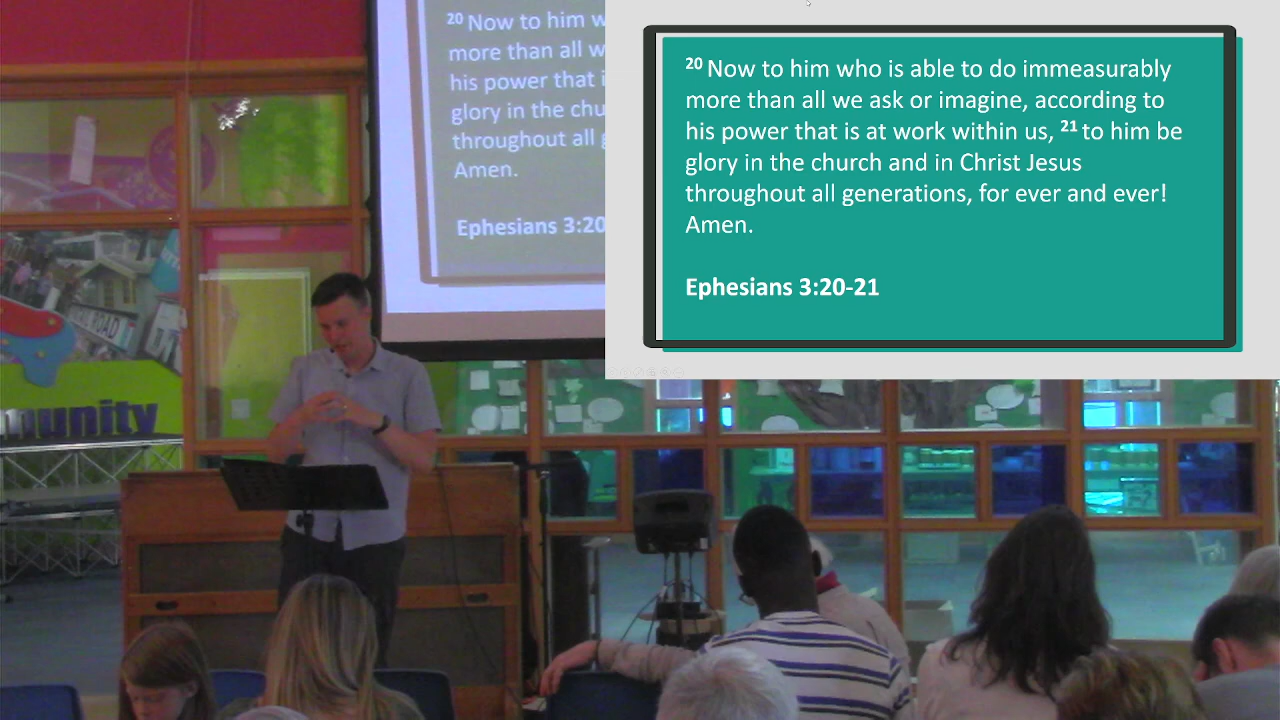 20 Now to him w
more than all w
his power that i
glory in the chu
throughout all g
Amen.
Ephesians 3:20
20 Now to him who is able to do immeasurably
more than all we ask or imagine, according to
his power that is at work within us, 21 to him be
glory in the church and in Christ Jesus
throughout all generations, for ever and ever!
Amen.
Ephesians 3:20-21
ROAD
munity